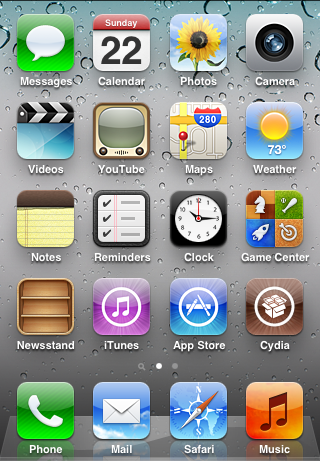 Sunday
22
Messages Calendar Photos Camera
280
73°
Videos YouTube Maps Weather
Notes Reminders Clock Game Center
Newsstand iTunes App Store Cydia
Phone Mail Safari Music